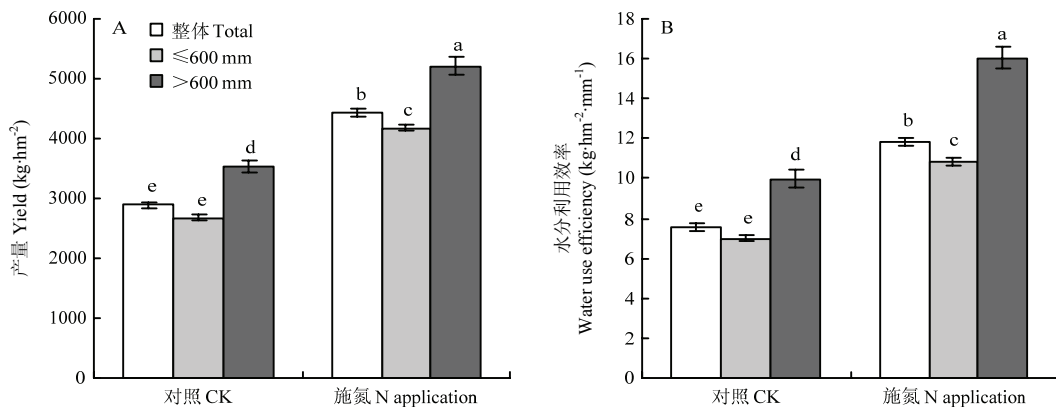 A
整体 Total
≤600 mm
＞600 mm
产量 Yield (kg·hm⁻²)
6000
5000
4000
3000
2000
1000
0
e
e
d
b
c
a
对照 CK
施氮 N application
B
水分利用效率
Water use efficiency (kg·hm⁻²·mm⁻¹)
18
16
14
12
10
8
6
4
2
0
e
e
d
b
c
a
对照 CK
施氮 N application